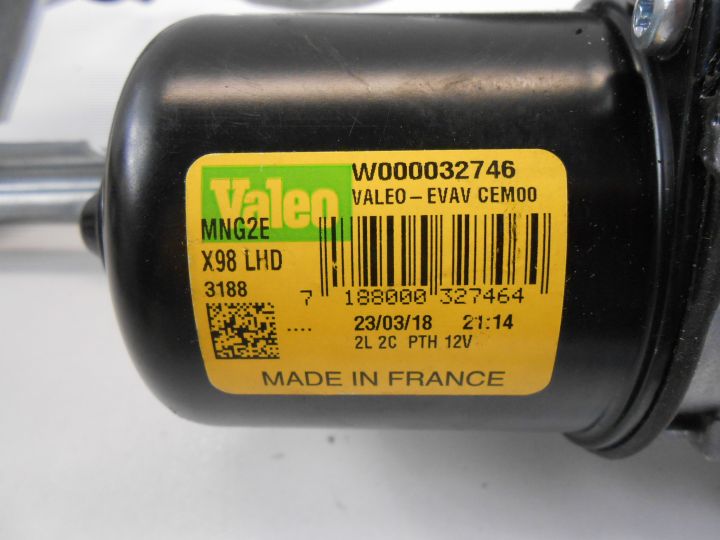 Valeo
W000032746
VALEO-EVAV CEM00
MNG2E
X98 LHD
3188
7 188000 327464
.... 23/03/18 21:14
2L 2C PTH 12V
MADE IN FRANCE